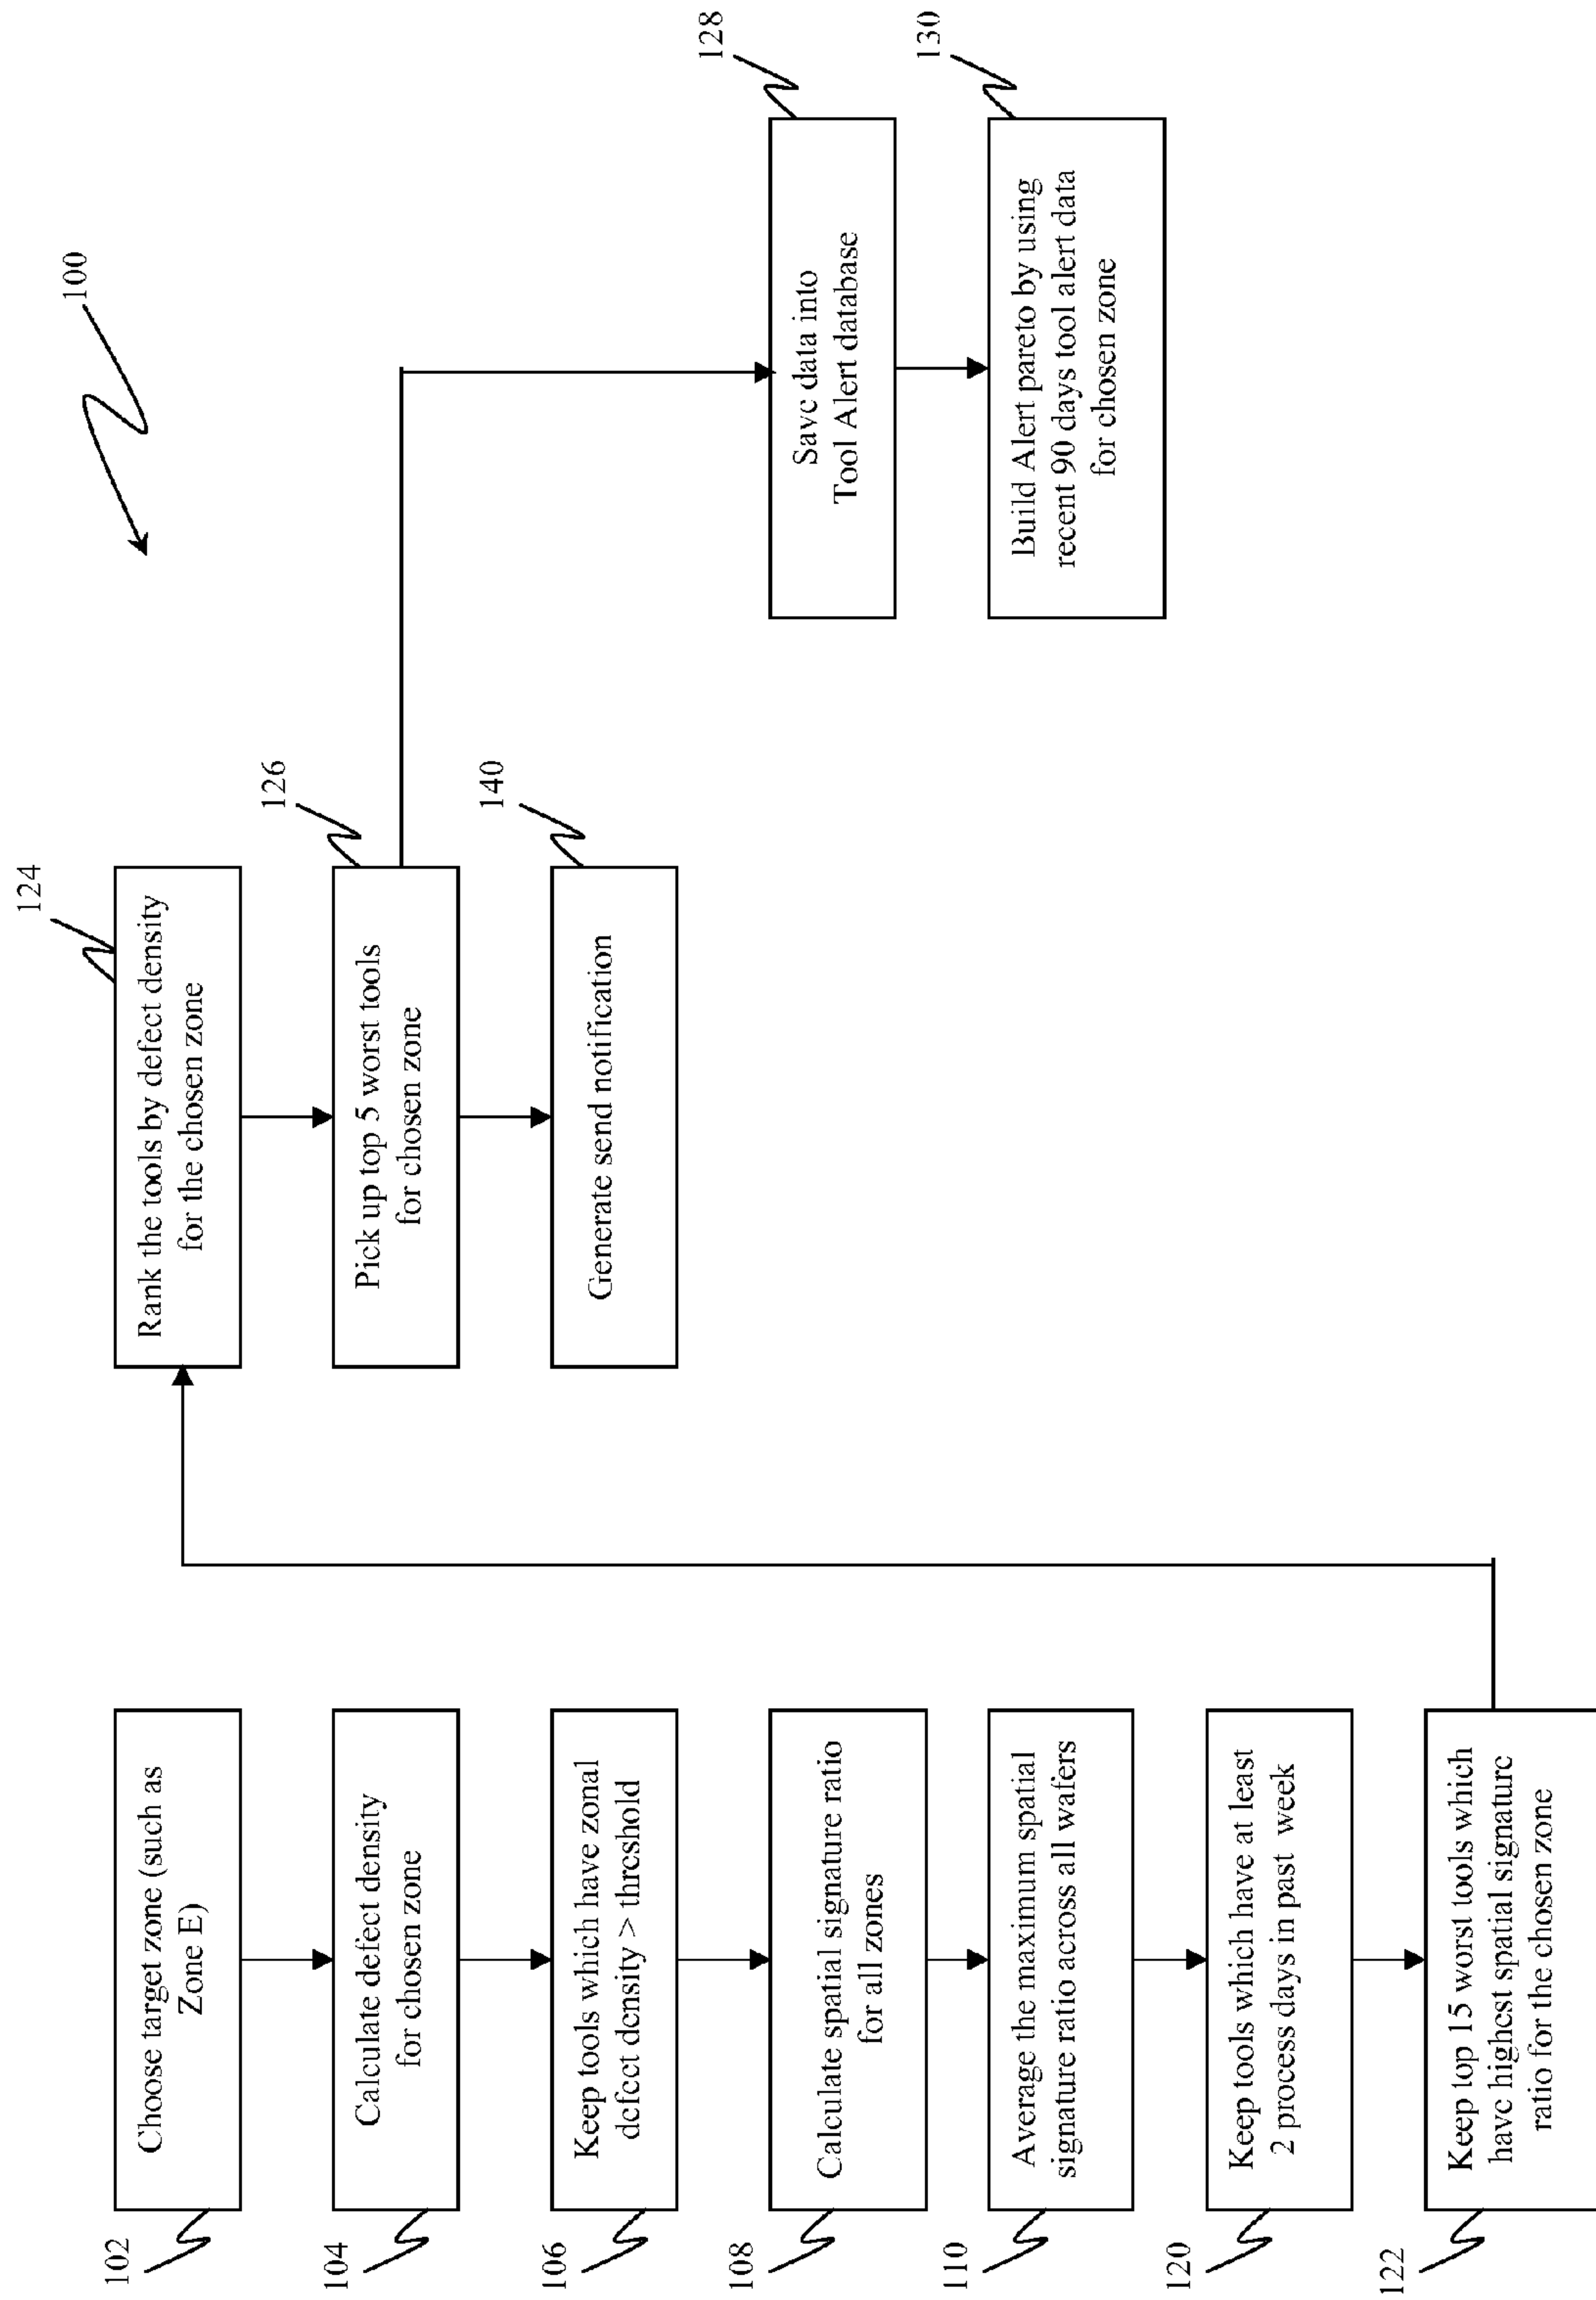 100
102
Choose target zone (such as
Zone E)
104
Calculate defect density
for chosen zone
106
Keep tools which have zonal
defect density > threshold
108
Calculate spatial signature ratio
for all zones
110
Average the maximum spatial
signature ratio across all wafers
120
Keep tools which have at least
2 process days in past week
122
Keep top 15 worst tools which
have highest spatial signature
ratio for the chosen zone
124
Rank the tools by defect density
for the chosen zone
126
Pick up top 5 worst tools
for chosen zone
140
Generate send notification
128
Save data into
Tool Alert database
130
Build Alert pareto by using
recent 90 days tool alert data
for chosen zone